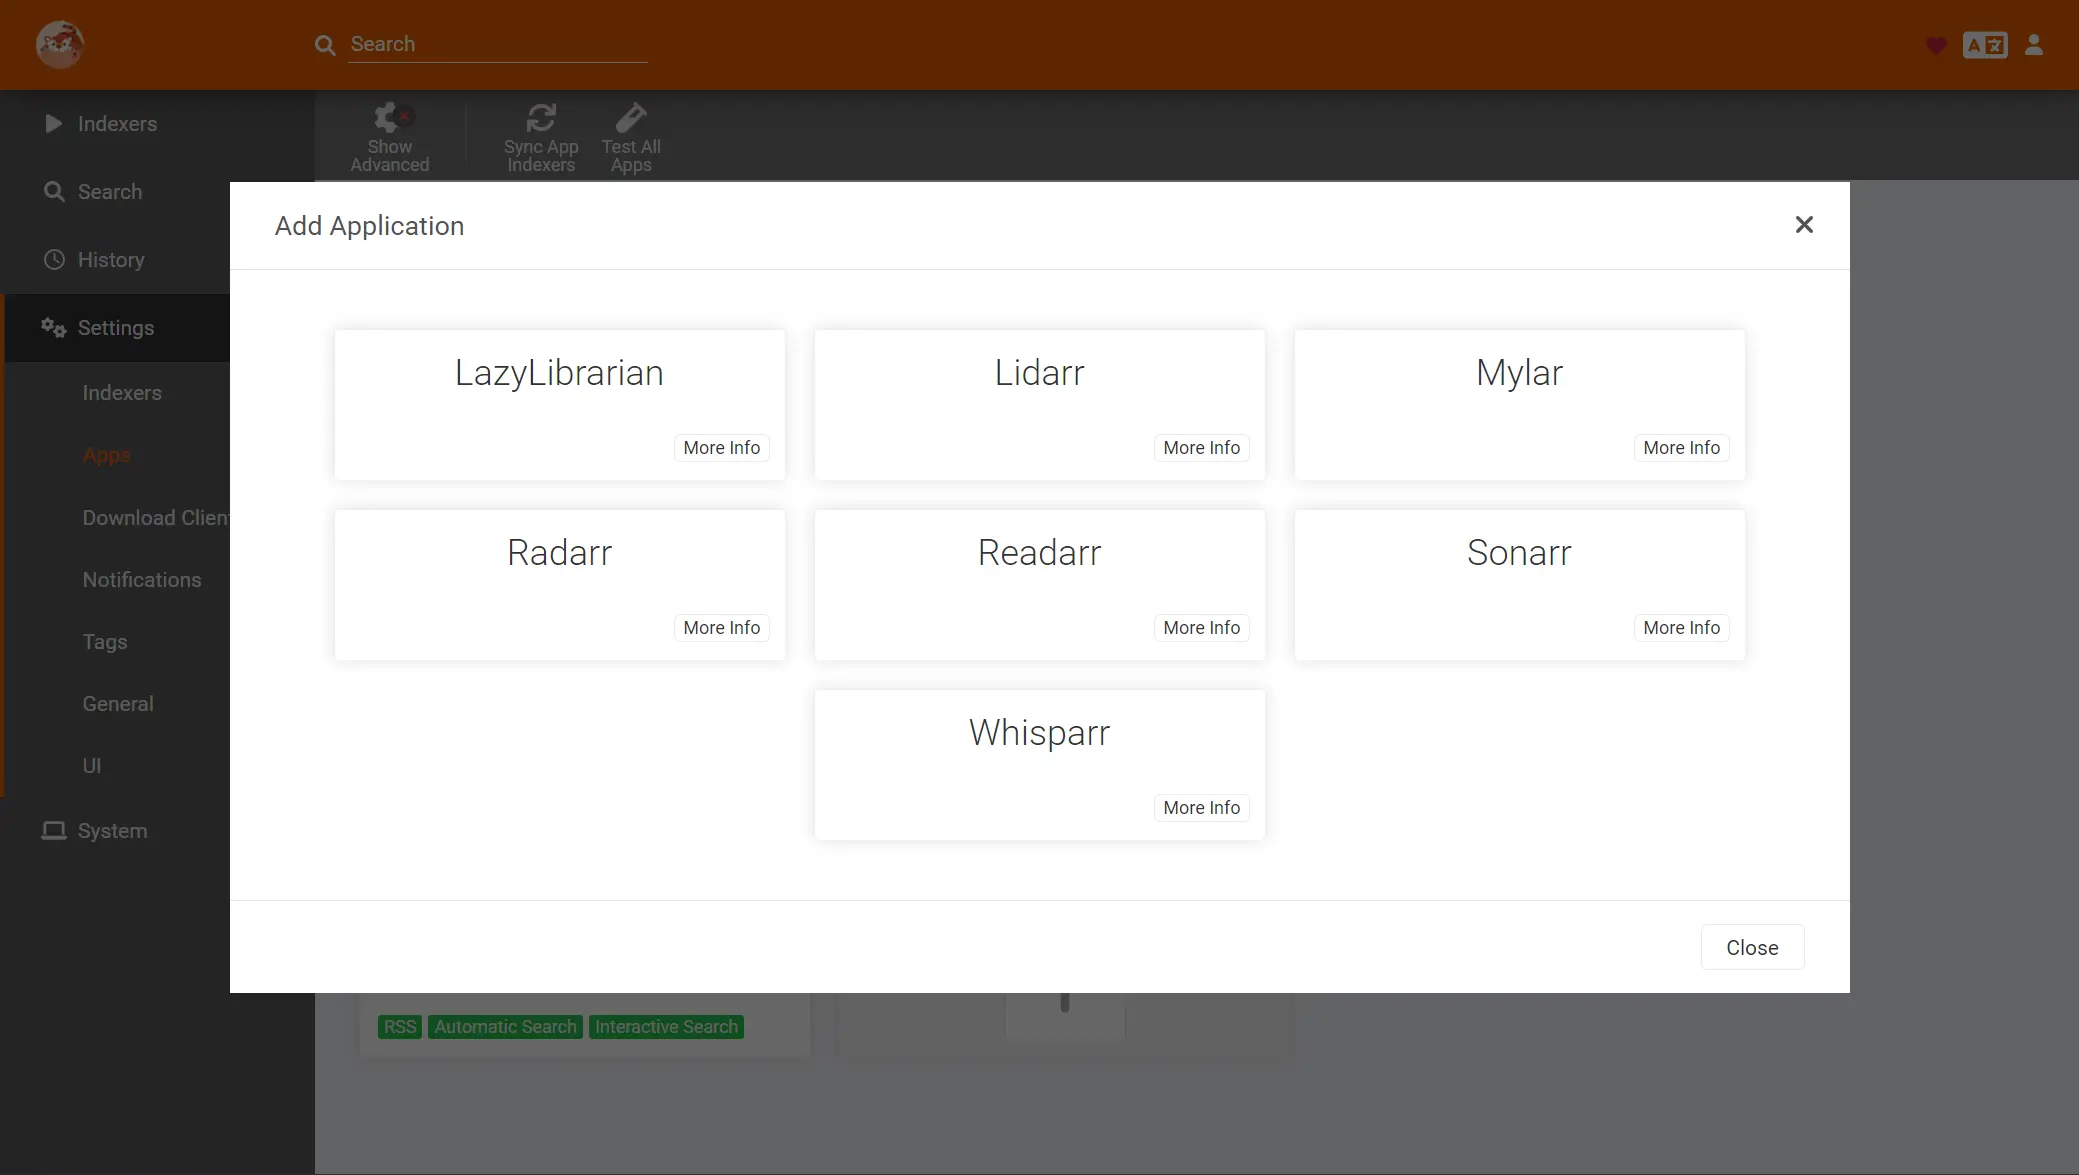 Search
Indexers
Search
History
Settings
Indexers
Apps
Download Client
Notifications
Tags
General
UI
System
Show
Advanced
Sync App
Indexers
Test All
Apps
Add Application
LazyLibrarian
More Info
Lidarr
More Info
Mylar
More Info
Radarr
More Info
Readarr
More Info
Sonarr
More Info
Whisparr
More Info
Close
RSS
Automatic Search
Interactive Search